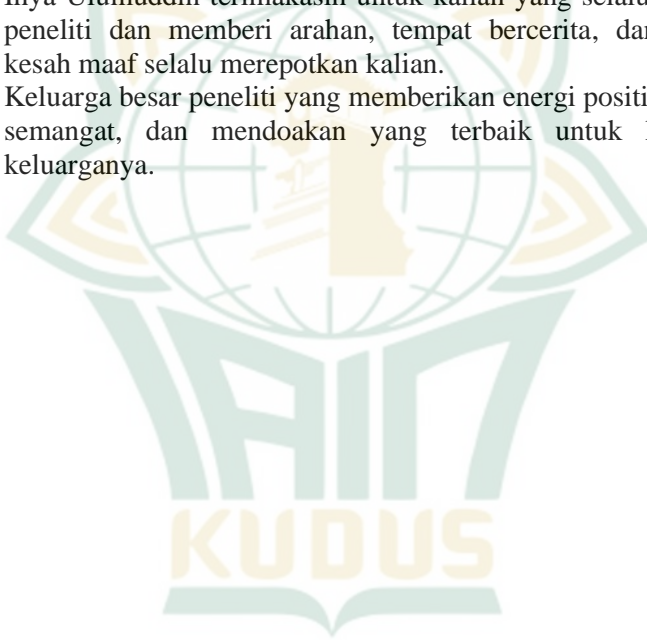 Ihya Ulumuddin terimakasih untuk kalian yang selalu
peneliti dan memberi arahan, tempat bercerita, dan
kesah maaf selalu merepotkan kalian.
Keluarga besar peneliti yang memberikan energi positi
semangat, dan mendoakan yang terbaik untuk
keluarganya.
IAIN
KUDUS